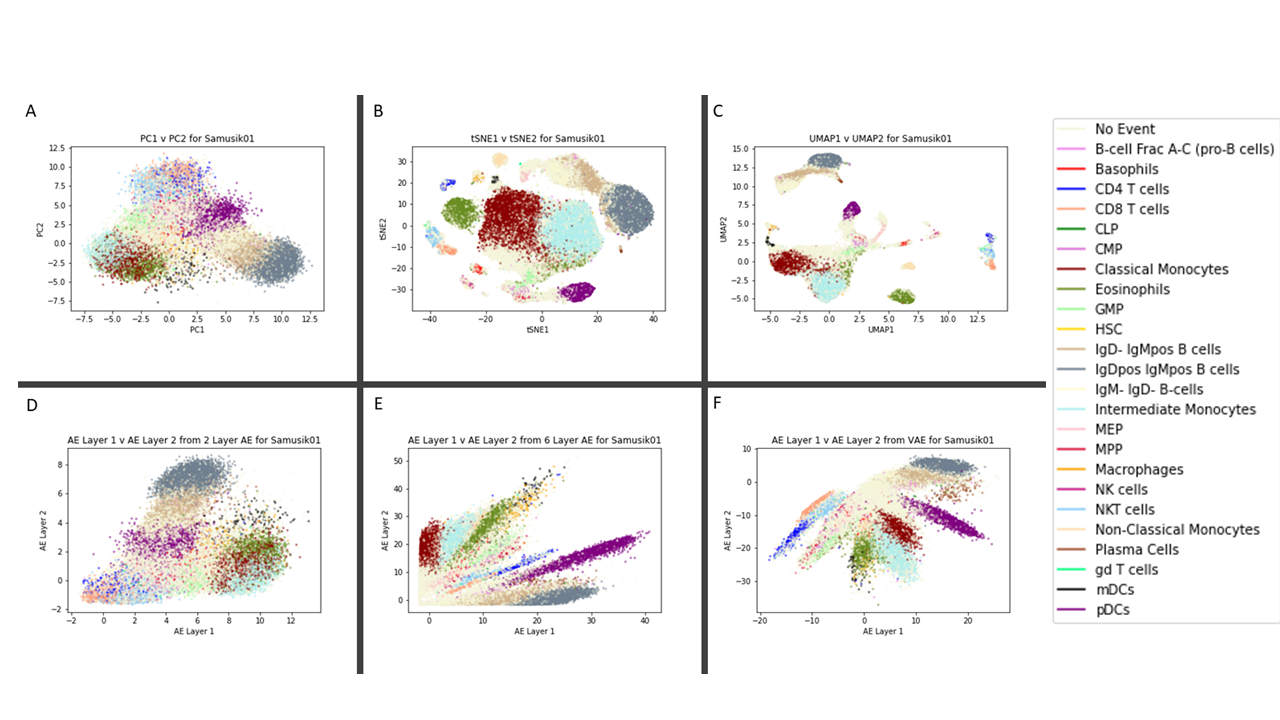 A
PC1 v PC2 for Samusik01
12.5
10.0
7.5
5.0
2.5
0.0
−2.5
−5.0
−7.5
PC2
−7.5 −5.0 −2.5 0.0 2.5 5.0 7.5 10.0 12.5
PC1
B
tSNE1 v tSNE2 for Samusik01
30
20
10
0
−10
−20
−30
tSNE2
−40 −20 0 20 40
tSNE1
C
UMAP1 v UMAP2 for Samusik01
15.0
12.5
10.0
7.5
5.0
2.5
0.0
−2.5
−5.0
UMAP2
−5.0 −2.5 0.0 2.5 5.0 7.5 10.0 12.5
UMAP1
D
AE Layer 1 v AE Layer 2 from 2 Layer AE for Samusik01
8
6
4
2
0
−2
AE Layer 2
−2 0 2 4 6 8 10 12
AE Layer 1
E
AE Layer 1 v AE Layer 2 from 6 Layer AE for Samusik01
50
40
30
20
10
0
AE Layer 2
0 10 20 30 40
AE Layer 1
F
AE Layer 1 v AE Layer 2 from VAE for Samusik01
10
0
−10
−20
−30
AE Layer 2
−20 −10 0 10 20
AE Layer 1
No Event
B-cell Frac A-C (pro-B cells)
Basophils
CD4 T cells
CD8 T cells
CLP
CMP
Classical Monocytes
Eosinophils
GMP
HSC
IgD- IgMpos B cells
IgDpos IgMpos B cells
IgM- IgD- B-cells
Intermediate Monocytes
MEP
MPP
Macrophages
NK cells
NKT cells
Non-Classical Monocytes
Plasma Cells
gd T cells
mDCs
pDCs